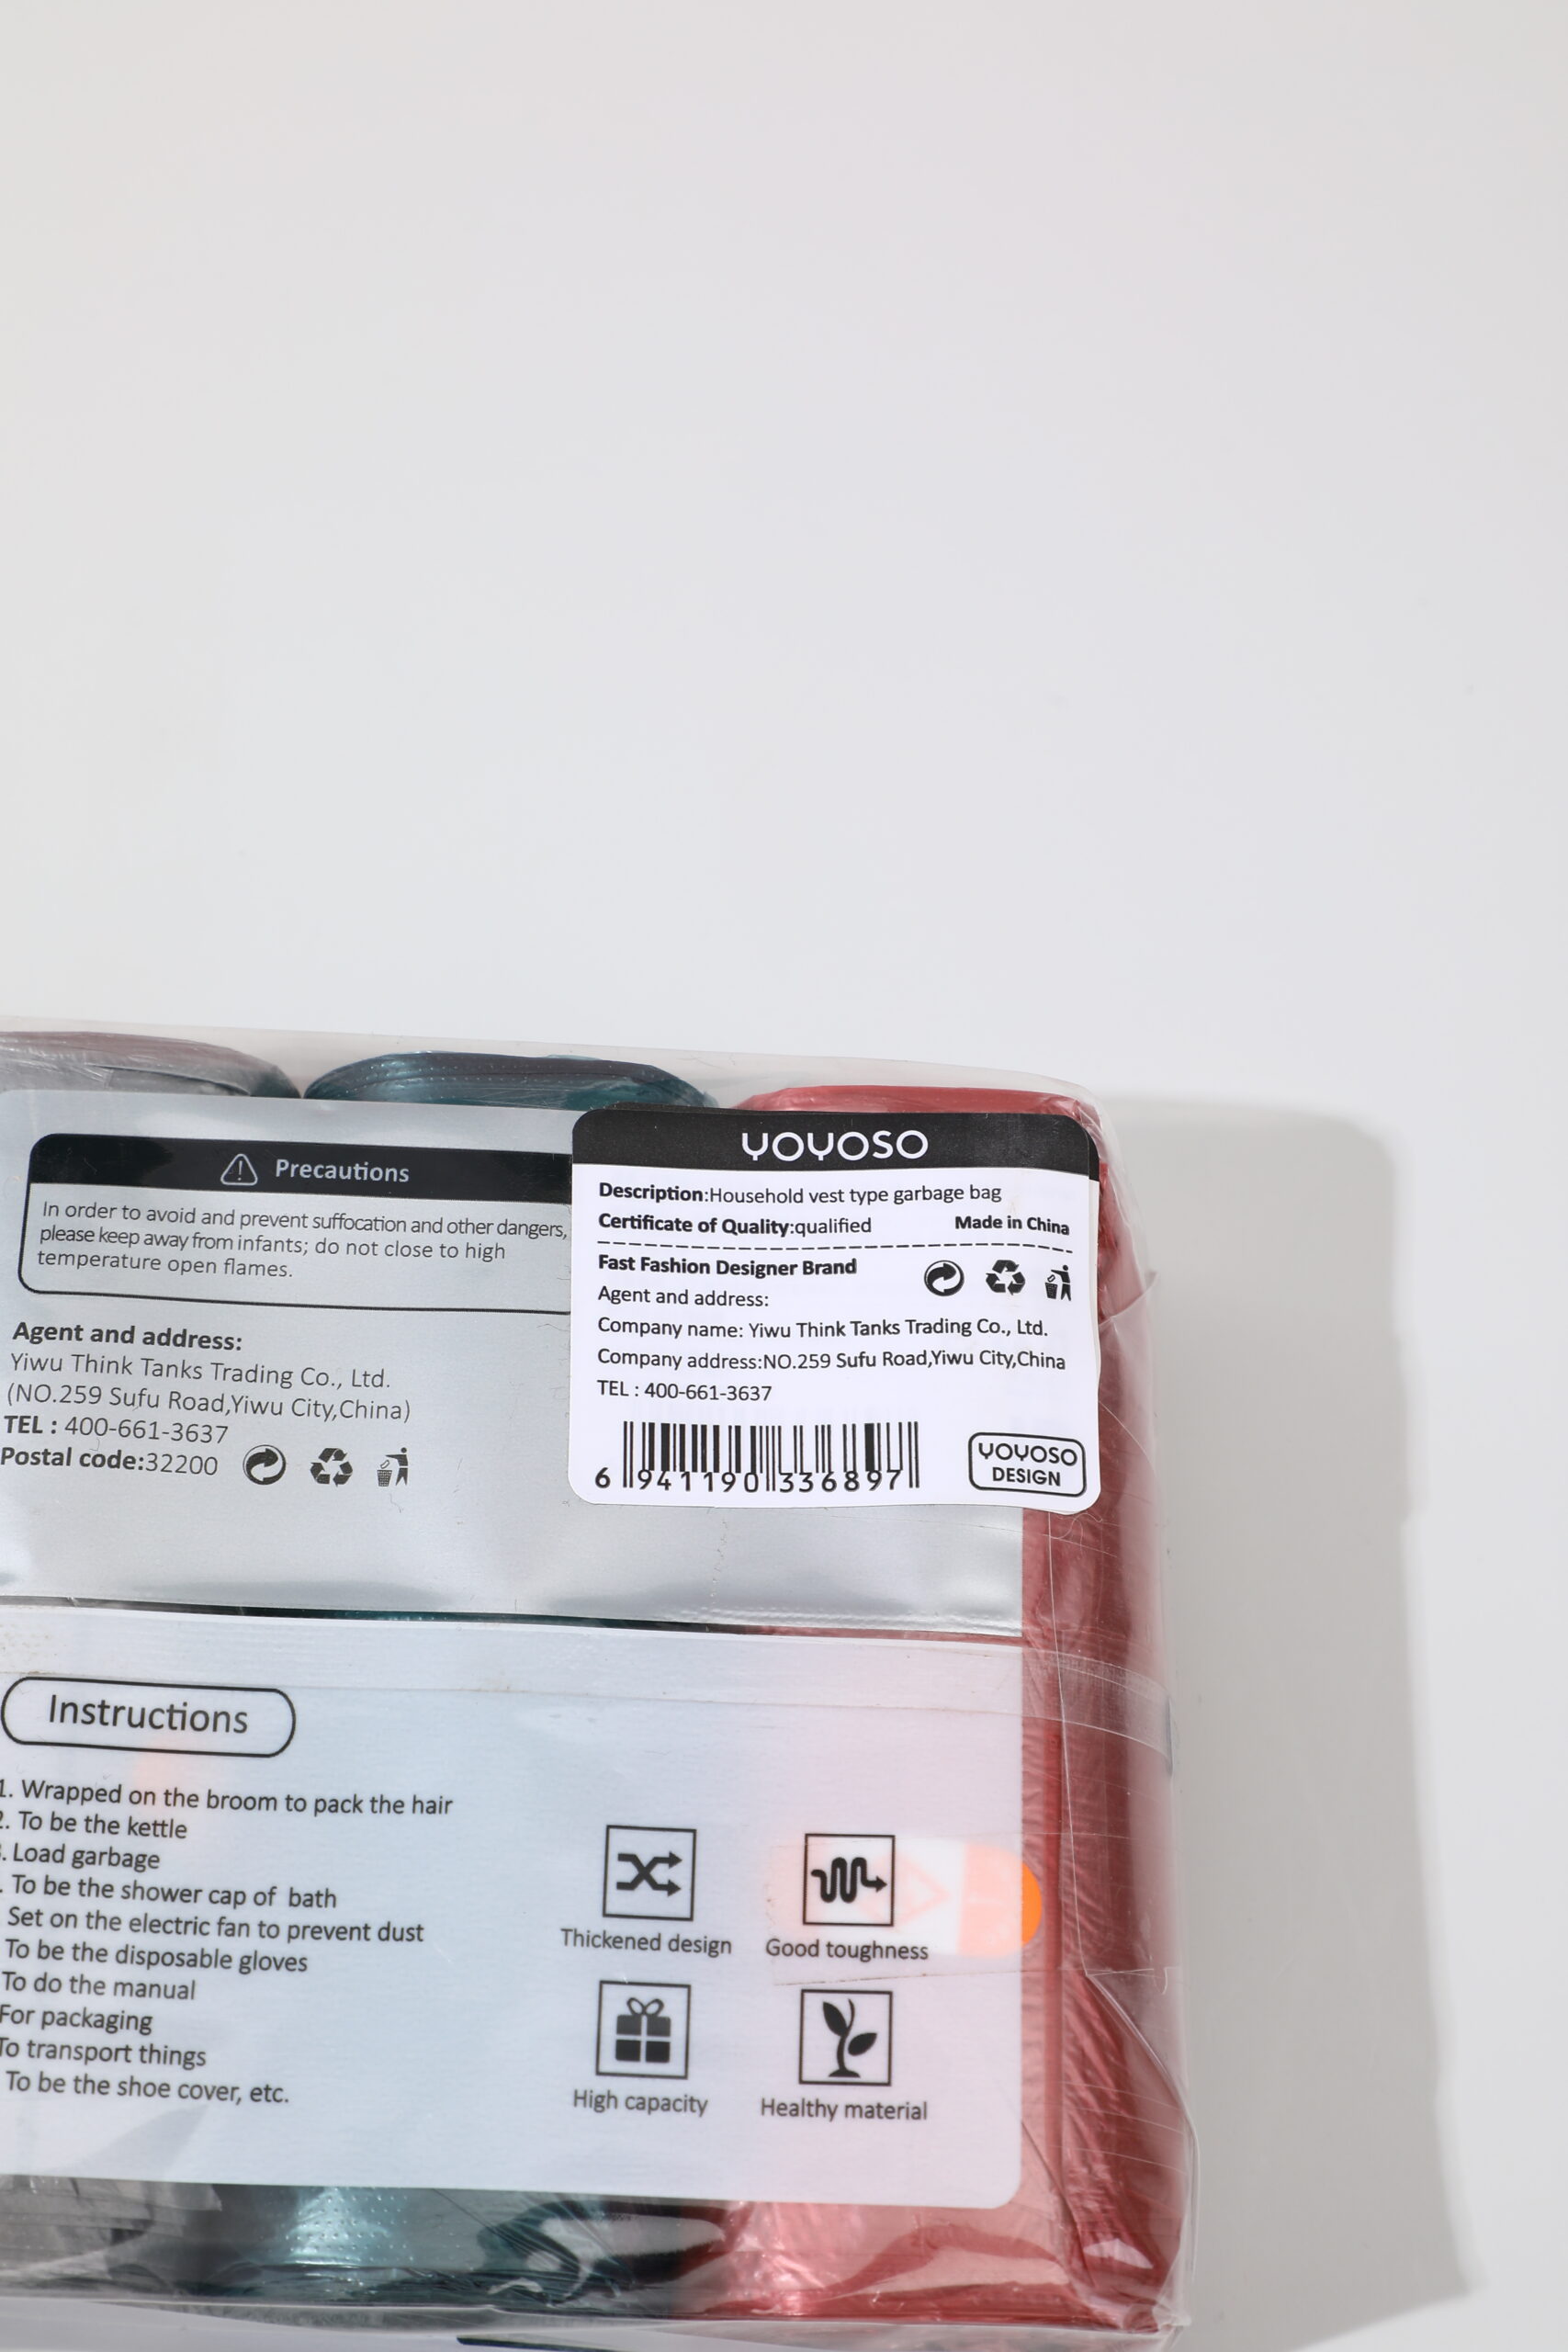 Precautions
In order to avoid and prevent suffocation and other dangers,
please keep away from infants; do not close to high
temperature open flames.
Agent and address:
Yiwu Think Tanks Trading Co., Ltd.
(NO.259 Sufu Road,Yiwu City,China)
TEL : 400-661-3637
Postal code:32200
YOYOSO
Description:Household vest type garbage bag
Certificate of Quality:qualified Made in China
Fast Fashion Designer Brand
Agent and address:
Company name: Yiwu Think Tanks Trading Co., Ltd.
Company address:NO.259 Sufu Road,Yiwu City,China
TEL : 400-661-3637
6 941190 336897
YOYOSO
DESIGN
Instructions
1. Wrapped on the broom to pack the hair
2. To be the kettle
3. Load garbage
. To be the shower cap of bath
Set on the electric fan to prevent dust
To be the disposable gloves
To do the manual
For packaging
To transport things
To be the shoe cover, etc.
Thickened design
Good toughness
High capacity
Healthy material